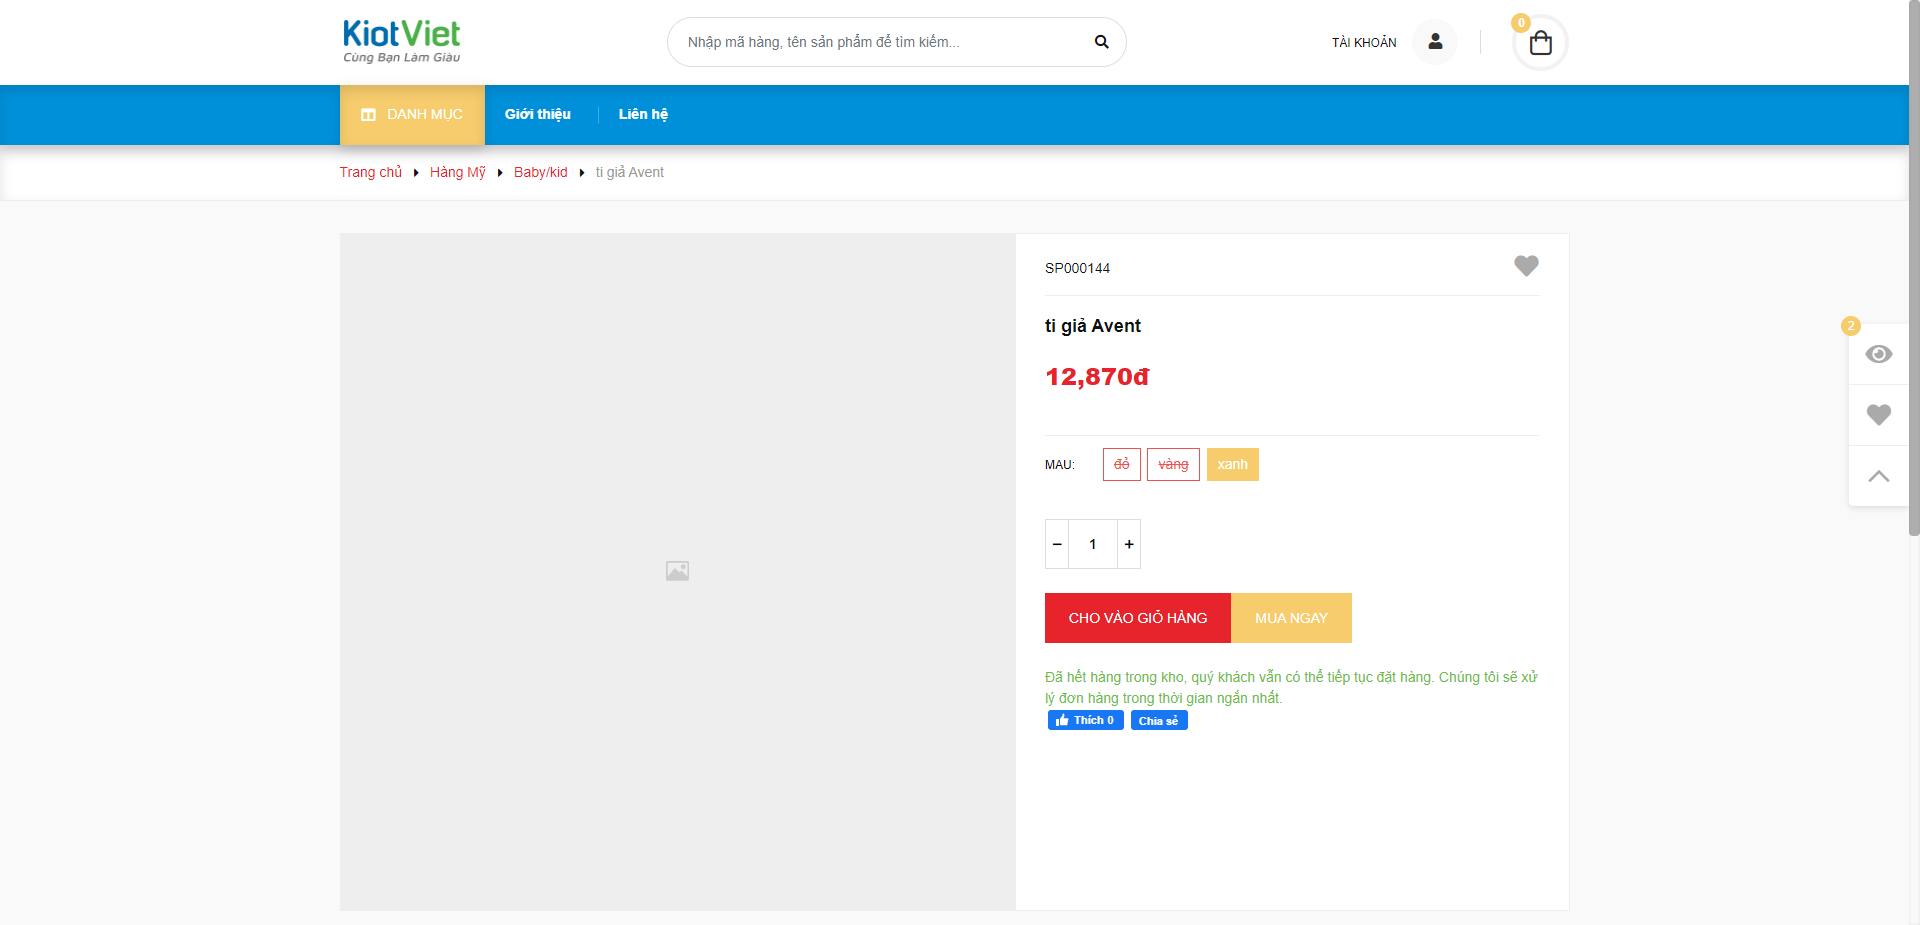 KiotViet
Cùng Bạn Làm Giàu
Nhập mã hàng, tên sản phẩm để tìm kiếm...
TÀI KHOẢN
0
DANH MỤC
Giới thiệu
Liên hệ
Trang chủ
Hàng Mỹ
Baby/kid
ti giả Avent
SP000144
ti giả Avent
12,870đ
MAU:
đỏ
vàng
xanh
1
CHO VÀO GIỎ HÀNG
MUA NGAY
Đã hết hàng trong kho, quý khách vẫn có thể tiếp tục đặt hàng. Chúng tôi sẽ xử
lý đơn hàng trong thời gian ngắn nhất.
Thích 0
Chia sẻ
2